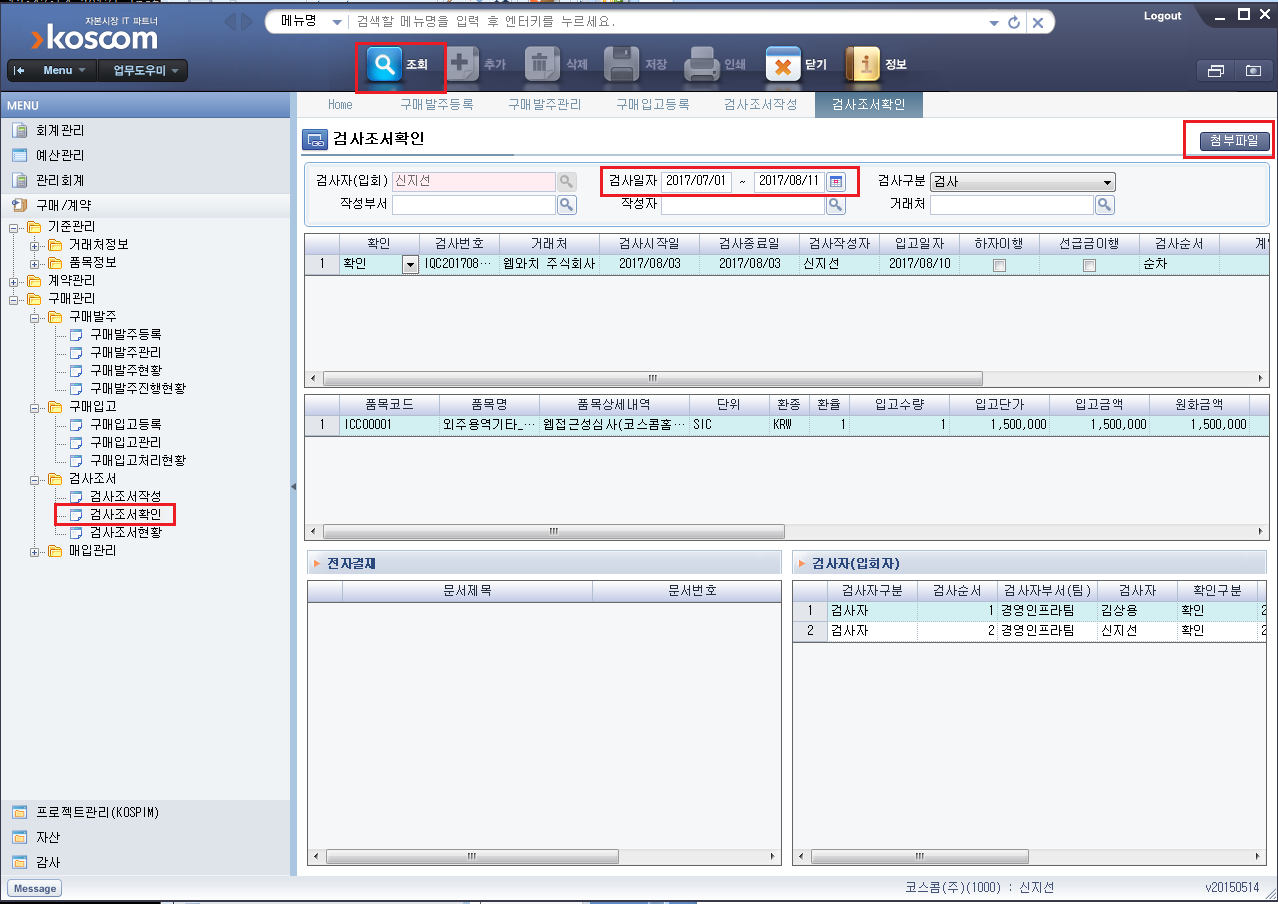 자본시장 IT 파트너
koscom
메뉴명 검색할 메뉴명을 입력 후 엔터키를 누르세요.
Logout
Menu 업무도우미
조회 추가 삭제 저장 인쇄 닫기 정보
MENU
회계관리
예산관리
관리회계
구매/계약
기준관리
거래처정보
품목정보
계약관리
구매관리
구매발주
구매발주등록
구매발주관리
구매발주현황
구매발주진행현황
구매입고
구매입고등록
구매입고관리
구매입고처리현황
검사조서
검사조서작성
검사조서확인
검사조서현황
매입관리
프로젝트관리(KOSPIM)
자산
감사
Home 구매발주등록 구매발주관리 구매입고등록 검사조서작성 검사조서확인
검사조서확인 첨부파일
검사자(입회) 신지선 검사일자 2017/07/01 ~ 2017/08/11 검사구분 검사
작성부서 작성자 거래처
확인 검사번호 거래처 검사시작일 검사종료일 검사작성자 입고일자 하자이행 선급금이행 검사순서
1 확인 IQC201708··· 웹와치 주식회사 2017/08/03 2017/08/03 신지선 2017/08/10 순차
품목코드 품목명 품목상세내역 단위 환종 환율 입고수량 입고단가 입고금액 원화금액
1 ICC00001 외주용역기타_··· 웹접근성심사(코스콤홈··· SIC KRW 1 1 1,500,000 1,500,000 1,500,000
전자결재
문서제목 문서번호
검사자(입회자)
검사자구분 검사순서 검사자부서(팀) 검사자 확인구분
1 검사자 1 경영인프라팀 김상용 확인 2
2 검사자 2 경영인프라팀 신지선 확인 2
Message 코스콤(주)(1000) : 신지선 v20150514